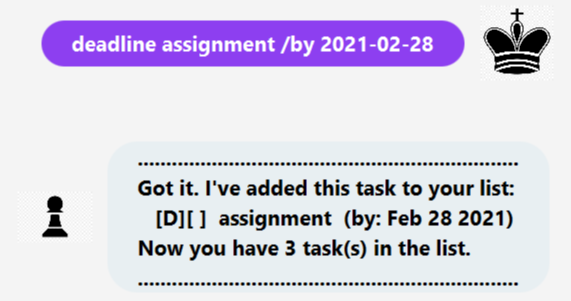 deadline assignment /by 2021-02-28
...................................................................
Got it. I've added this task to your list:
[D][ ]  assignment  (by: Feb 28 2021)
Now you have 3 task(s) in the list.
...................................................................